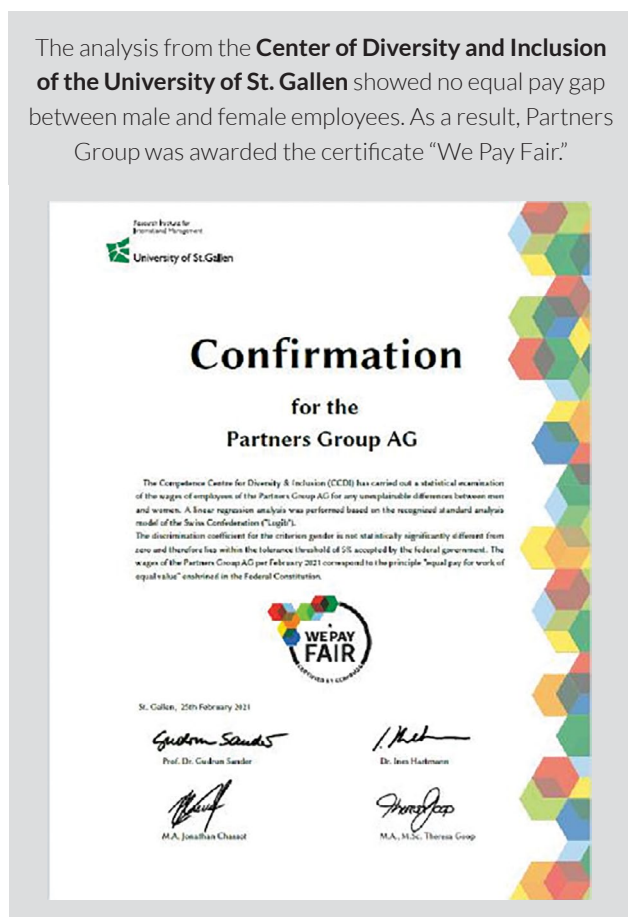 The analysis from the Center of Diversity and Inclusion
of the University of St. Gallen showed no equal pay gap
between male and female employees. As a result, Partners
Group was awarded the certificate “We Pay Fair.”
Research Institute for
International Management
University of St.Gallen
Confirmation
for the
Partners Group AG
The Competence Centre for Diversity & Inclusion (CCDI) has carried out a statistical examination
of the wages of employees of the Partners Group AG for any unexplainable differences between men
and women. A linear regression analysis was performed based on the recognized standard analysis
model of the Swiss Confederation ("Logib").
The discrimination coefficient for the criterion gender is not statistically significantly different from
zero and therefore lies within the tolerance threshold of 5% accepted by the federal government. The
wages of the Partners Group AG per February 2021 correspond to the principle "equal pay for work of
equal value" enshrined in the Federal Constitution.
WE PAY
FAIR
St. Gallen, 25th February 2021
Gudrun Sander
Prof. Dr. Gudrun Sander
Dr. Ines Hartmann
M.A. Jonathan Chassot
M.A., M.Sc. Theresa Goop